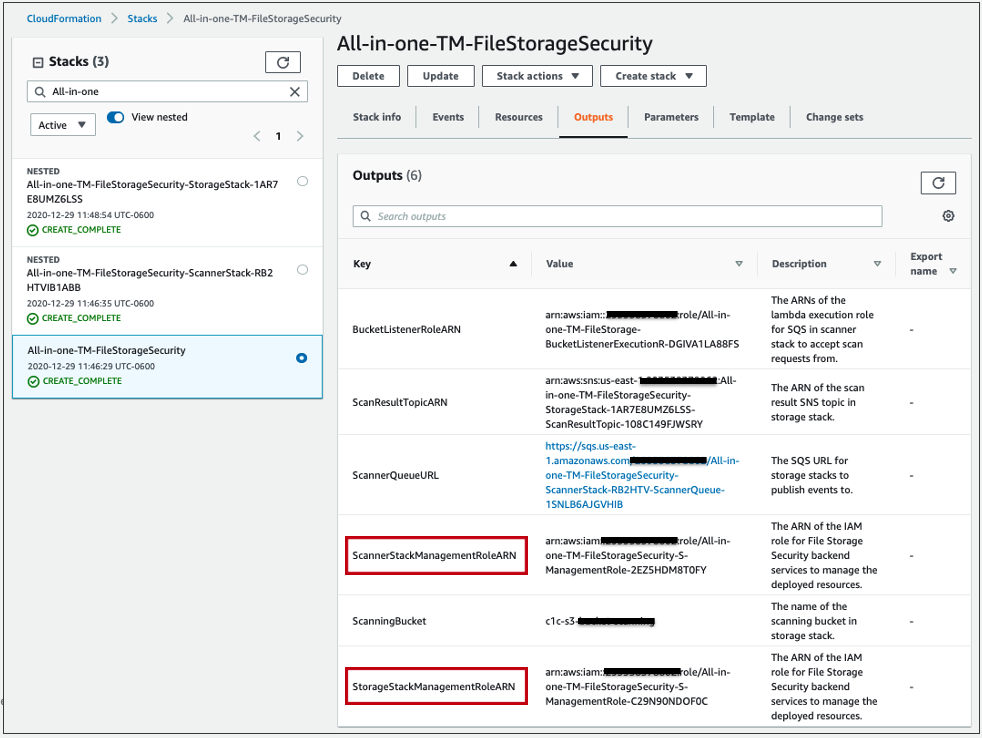 CloudFormation > Stacks > All-in-one-TM-FileStorageSecurity
Stacks (3)
All-in-one
Active
View nested
1
NESTED
All-in-one-TM-FileStorageSecurity-StorageStack-1AR7
E8UMZ6LSS
2020-12-29 11:48:54 UTC-0600
CREATE_COMPLETE
NESTED
All-in-one-TM-FileStorageSecurity-ScannerStack-RB2
HTVIB1ABB
2020-12-29 11:46:35 UTC-0600
CREATE_COMPLETE
All-in-one-TM-FileStorageSecurity
2020-12-29 11:46:29 UTC-0600
CREATE_COMPLETE
All-in-one-TM-FileStorageSecurity
Delete Update Stack actions Create stack
Stack info Events Resources Outputs Parameters Template Change sets
Outputs (6)
Search outputs
Key
Value
Description
Export
name
BucketListenerRoleARN
arn:aws:iam:: :role/All-in-
one-TM-FileStorage-
BucketListenerExecutionR-DGIVA1LA88FS
The ARNs of the
lambda execution role
for SQS in scanner
stack to accept scan
requests from.
-
ScanResultTopicARN
arn:aws:sns:us-east- :All-
in-one-TM-FileStorageSecurity-
StorageStack-1AR7E8UMZ6LSS-
ScanResultTopic-108C149FJWSRY
The ARN of the scan
result SNS topic in
storage stack.
-
ScannerQueueURL
https://sqs.us-east-
1.amazonaws.com/ /All-in-
one-TM-FileStorageSecurity-
ScannerStack-RB2HTV-ScannerQueue-
1SNLB6AJGVHIB
The SQS URL for
storage stacks to
publish events to.
-
ScannerStackManagementRoleARN
arn:aws:iam: role/All-in-
one-TM-FileStorageSecurity-S-
ManagementRole-2EZ5HDM8T0FY
The ARN of the IAM
role for File Storage
Security backend
services to manage the
deployed resources.
-
ScanningBucket
c1c-s3-
The name of the
scanning bucket in
storage stack.
-
StorageStackManagementRoleARN
arn:aws:iam:: role/All-in-
one-TM-FileStorageSecurity-S-
ManagementRole-C29N90NDOF0C
The ARN of the IAM
role for File Storage
Security backend
services to manage the
deployed resources.
-